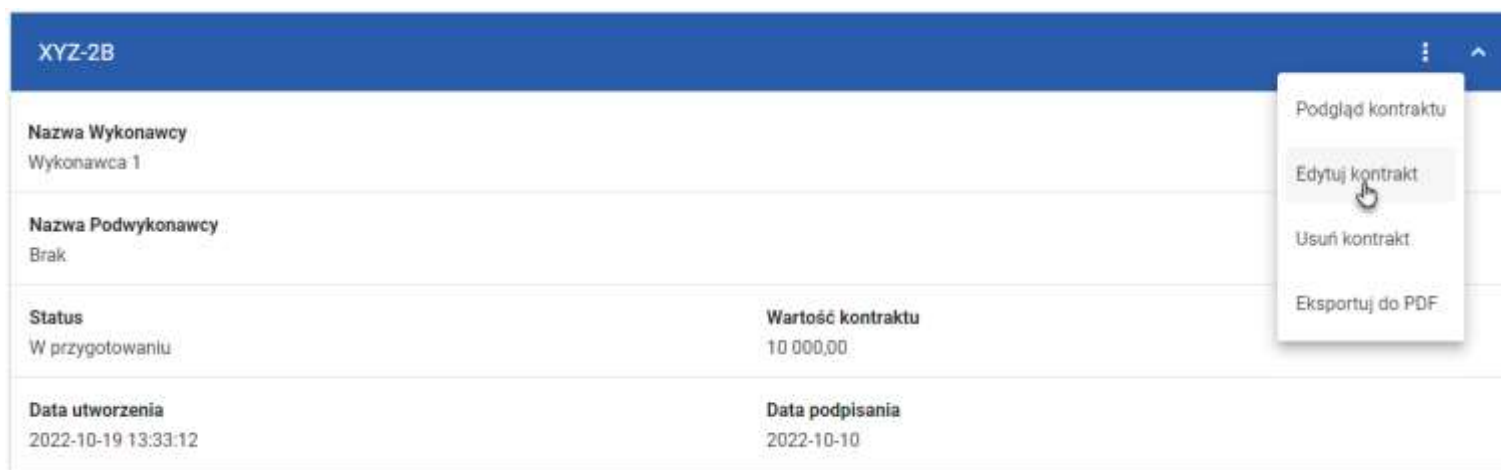 XYZ-2B
Podgląd kontraktu
Nazwa Wykonawcy
Wykonawca 1
Edytuj kontrakt
Nazwa Podwykonawcy
Brak
Usuń kontrakt
Eksportuj do PDF
Status
W przygotowaniu
Wartość kontraktu
10 000,00
Data utworzenia
2022-10-19 13:33:12
Data podpisania
2022-10-10